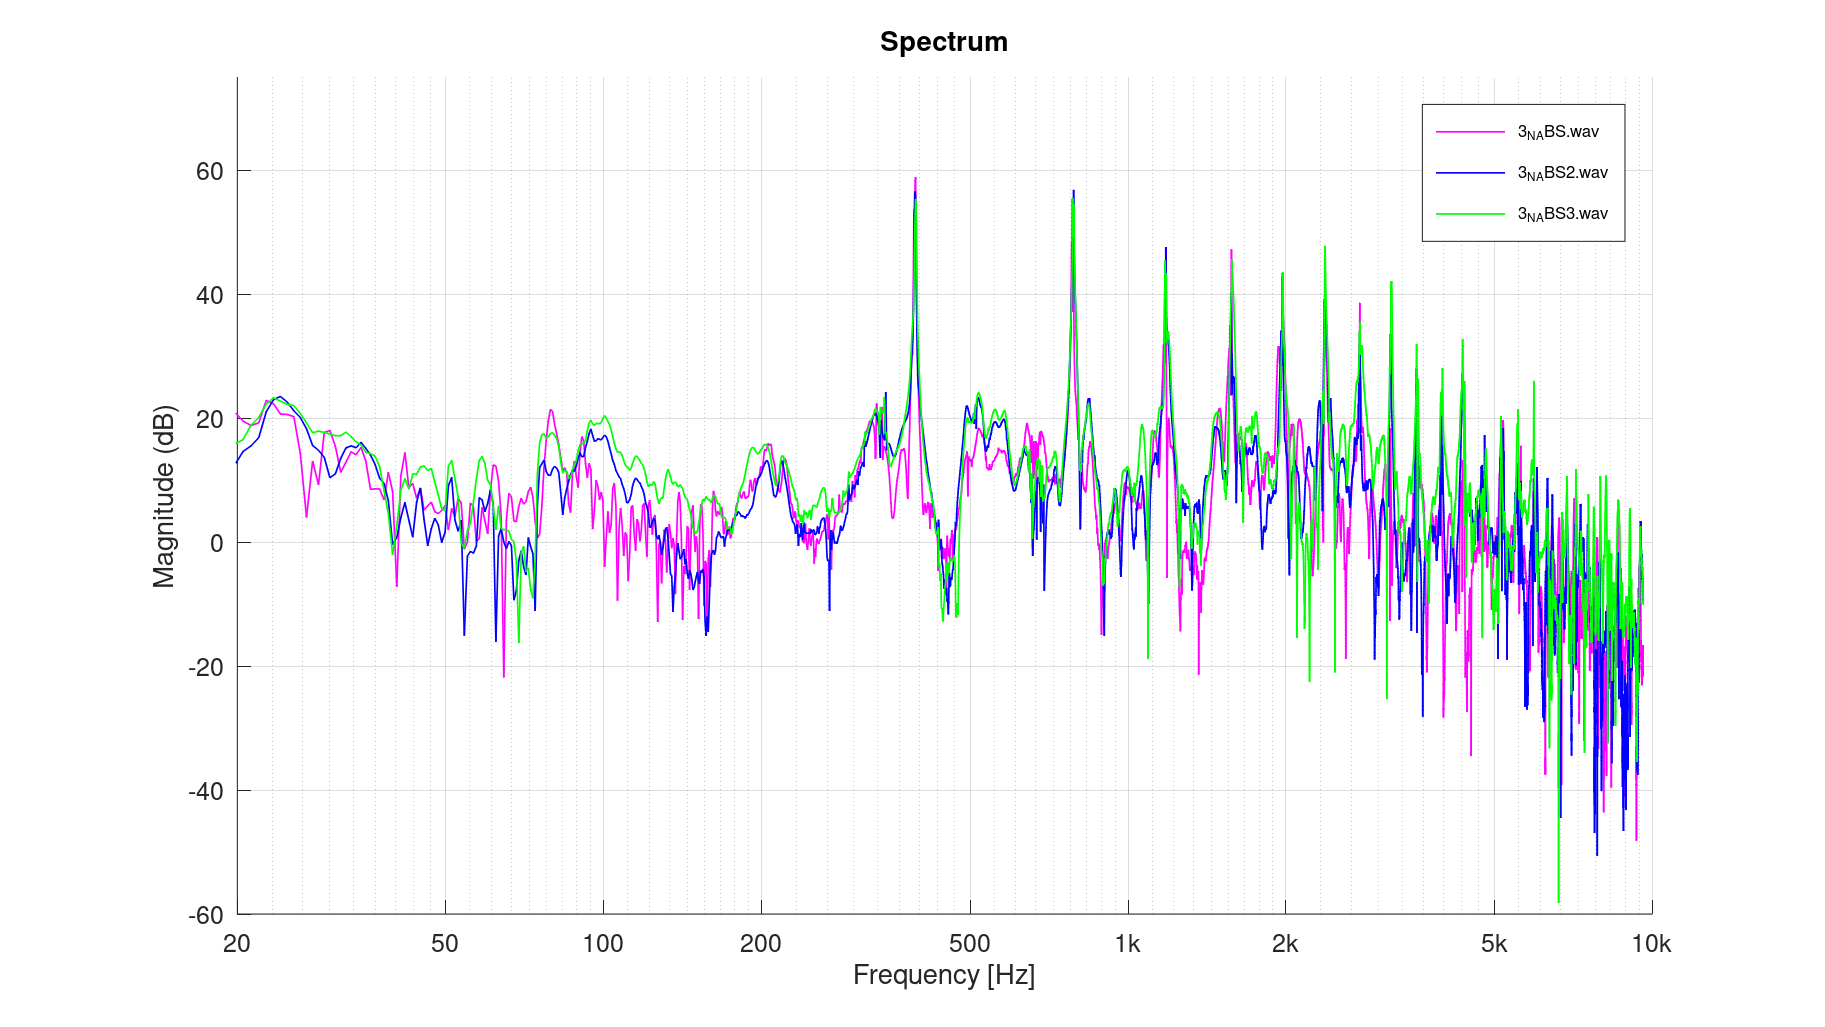 Spectrum
3NABS.wav
3NABS2.wav
3NABS3.wav
Magnitude (dB)
60
40
20
0
-20
-40
-60
20 50 100 200 500 1k 2k 5k 10k
Frequency [Hz]